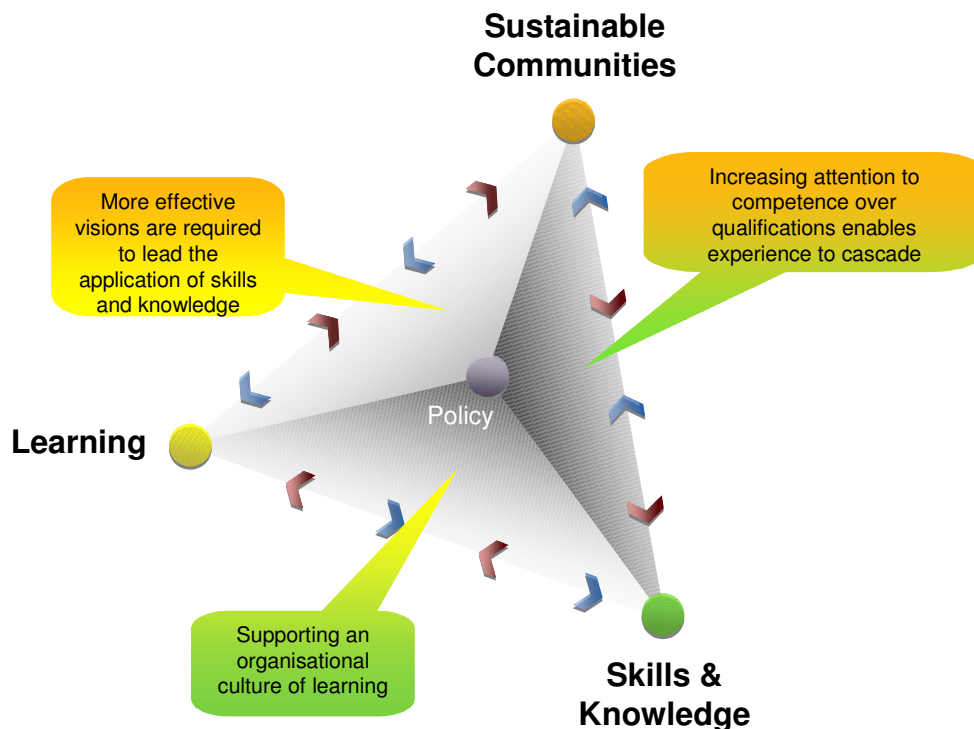 Sustainable
Communities
More effective
visions are required
to lead the
application of skills
and knowledge
Increasing attention to
competence over
qualifications enables
experience to cascade
Policy
Learning
Supporting an
organisational
culture of learning
Skills &
Knowledge